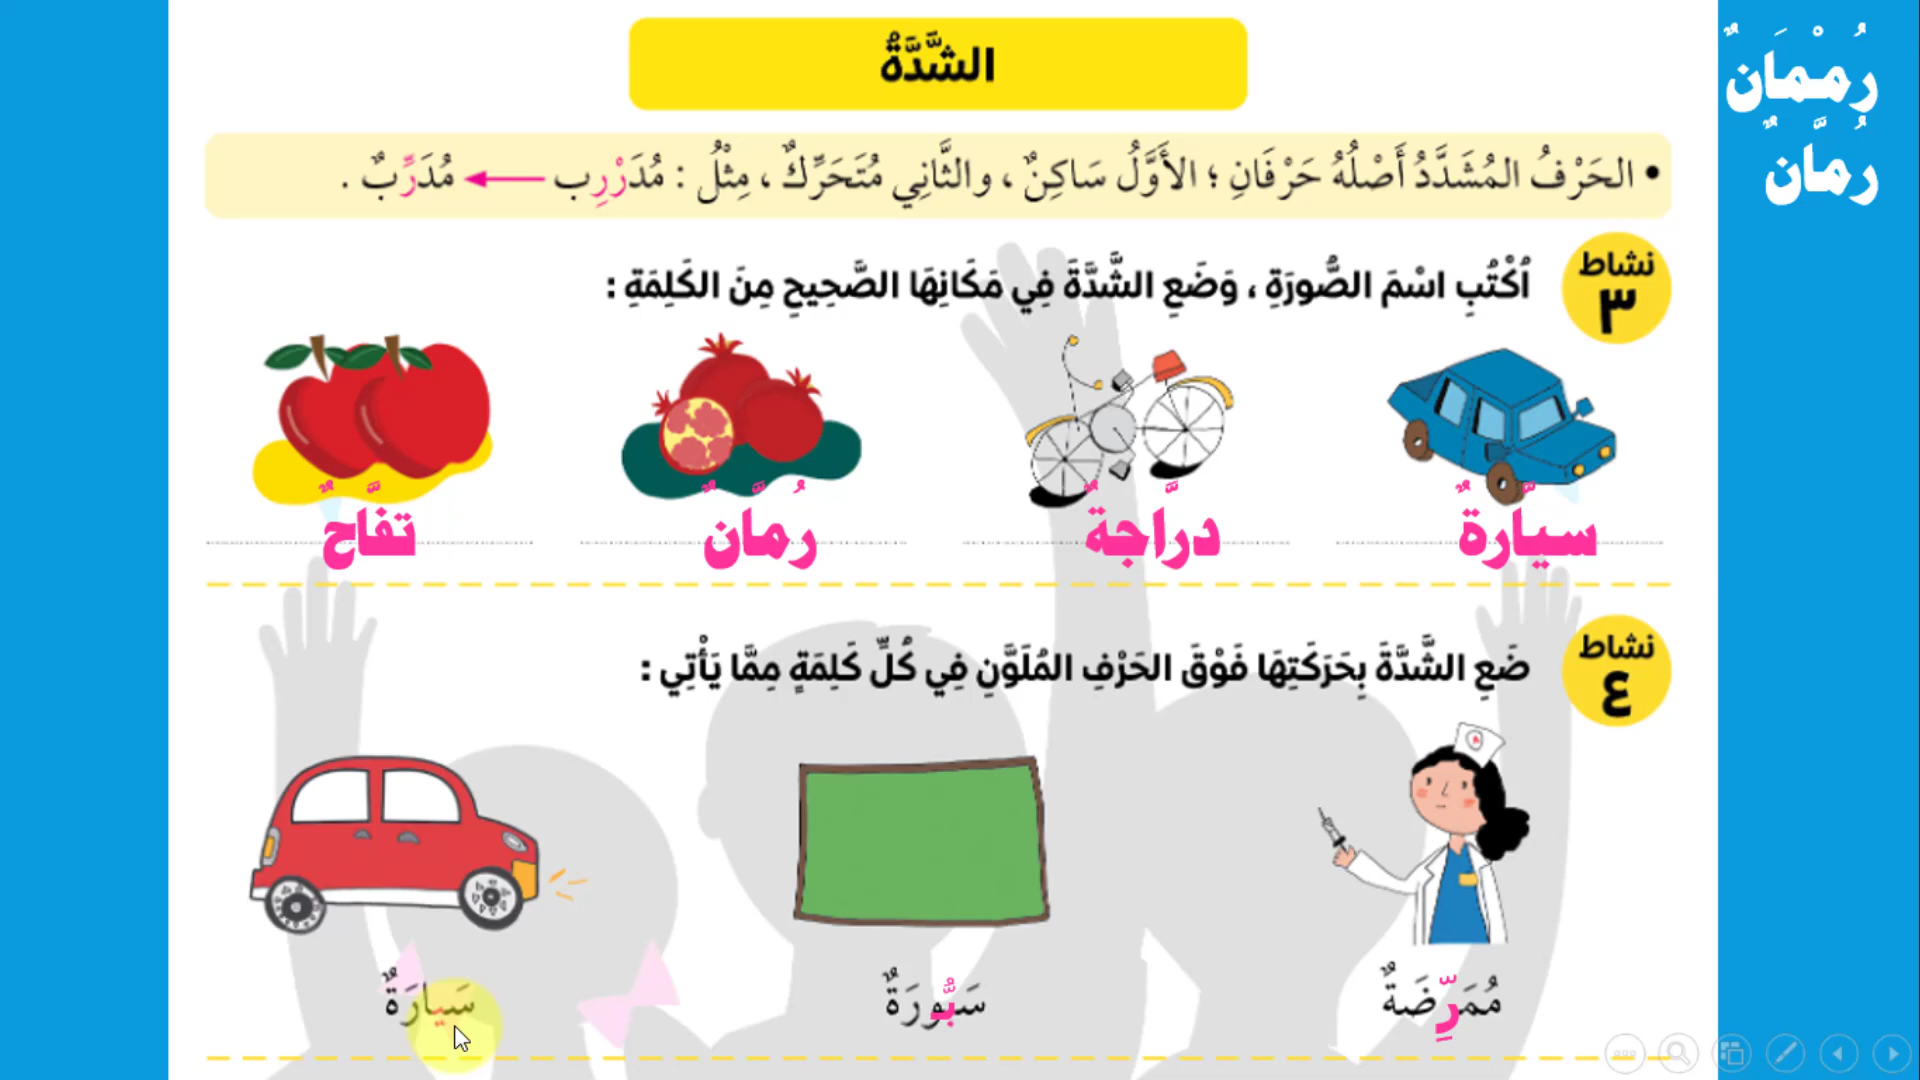 الشَّدَّةُ
رُمْمَانٌ
رُمَّانٌ
• الحَرْفُ المُشَدَّدُ أَصْلُهُ حَرْفَانِ ؛ الأَوَّلُ سَاكِنٌ ، والثَّانِي مُتَحَرِّكٌ ، مِثْلُ : مُدَرْرِب ← مُدَرِّبٌ .
نشاط ٣
اُكْتُبِ اسْمَ الصُّورَةِ ، وَضَعِ الشَّدَّةَ فِي مَكَانِهَا الصَّحِيحِ مِنَ الكَلِمَةِ :
سيَّارةٌ
درَّاجةٌ
رُمَّانٌ
تفَّاحٌ
نشاط ٤
ضَعِ الشَّدَّةَ بِحَرَكَتِهَا فَوْقَ الحَرْفِ المُلَوَّنِ فِي كُلِّ كَلِمَةٍ مِمَّا يَأْتِي :
مُمَرِّضَةٌ
سَبُّورَةٌ
سَيارَةٌ